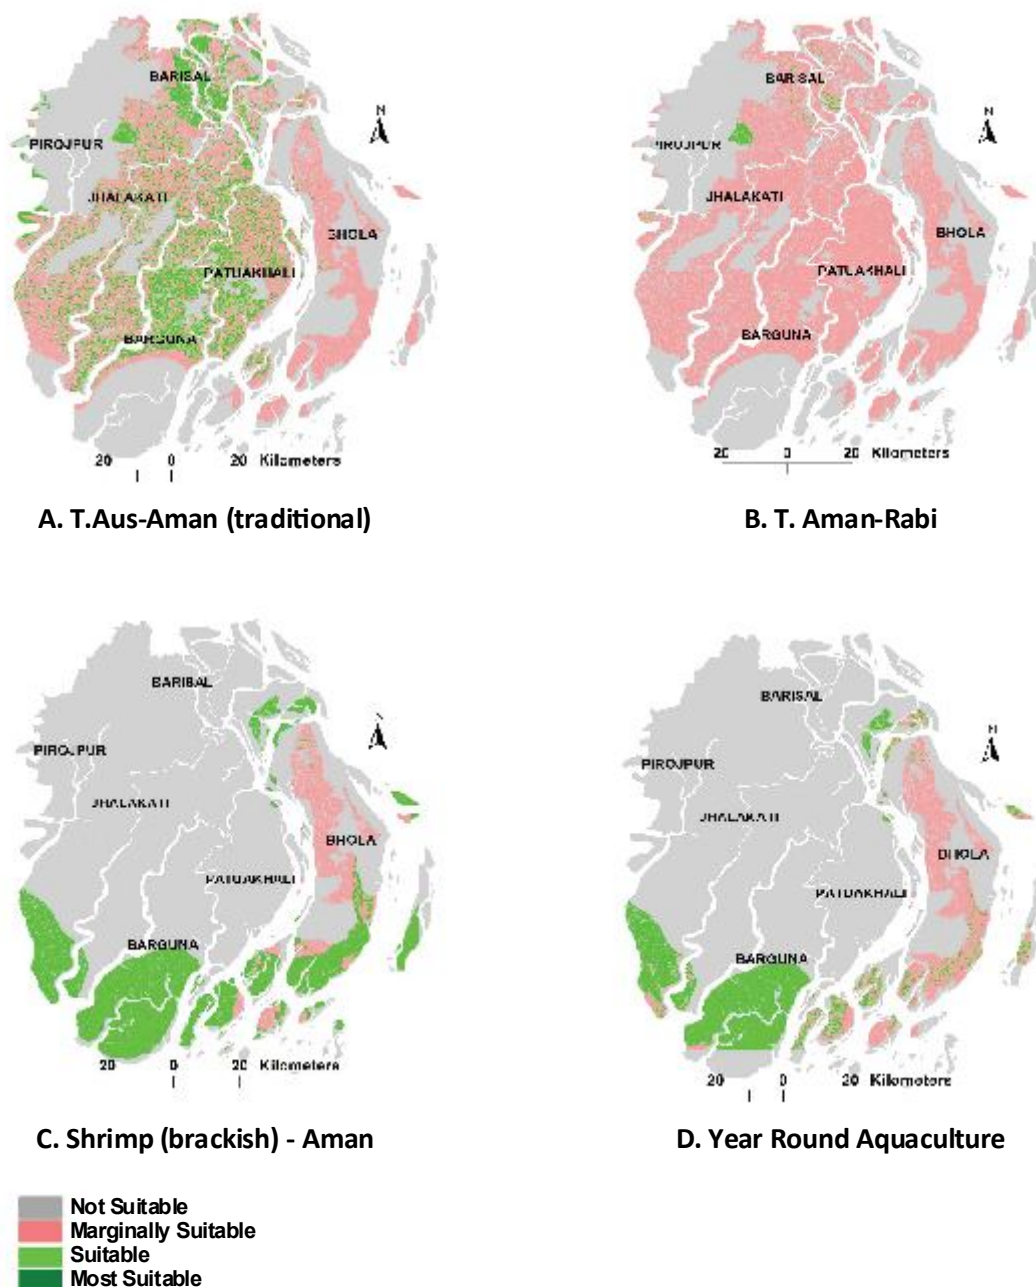 BARISAL
N
PIROJPUR
JHALAKATI
BHOLA
PATUAKHALI
BARGUNA
20 0 20 Kilometers
A. T.Aus-Aman (traditional)
BARISAL
N
PIROJPUR
JHALAKATI
BHOLA
PATUAKHALI
BARGUNA
20 0 20 Kilometers
B. T. Aman-Rabi
BARISAL
PIROJPUR
JHALAKATI
BHOLA
PATUAKHALI
BARGUNA
20 0 20 Kilometers
C. Shrimp (brackish) - Aman
BARISAL
N
PIROJPUR
JHALAKATI
BHOLA
PATUAKHALI
BARGUNA
20 0 20 Kilometers
D. Year Round Aquaculture
Not Suitable
Marginally Suitable
Suitable
Most Suitable